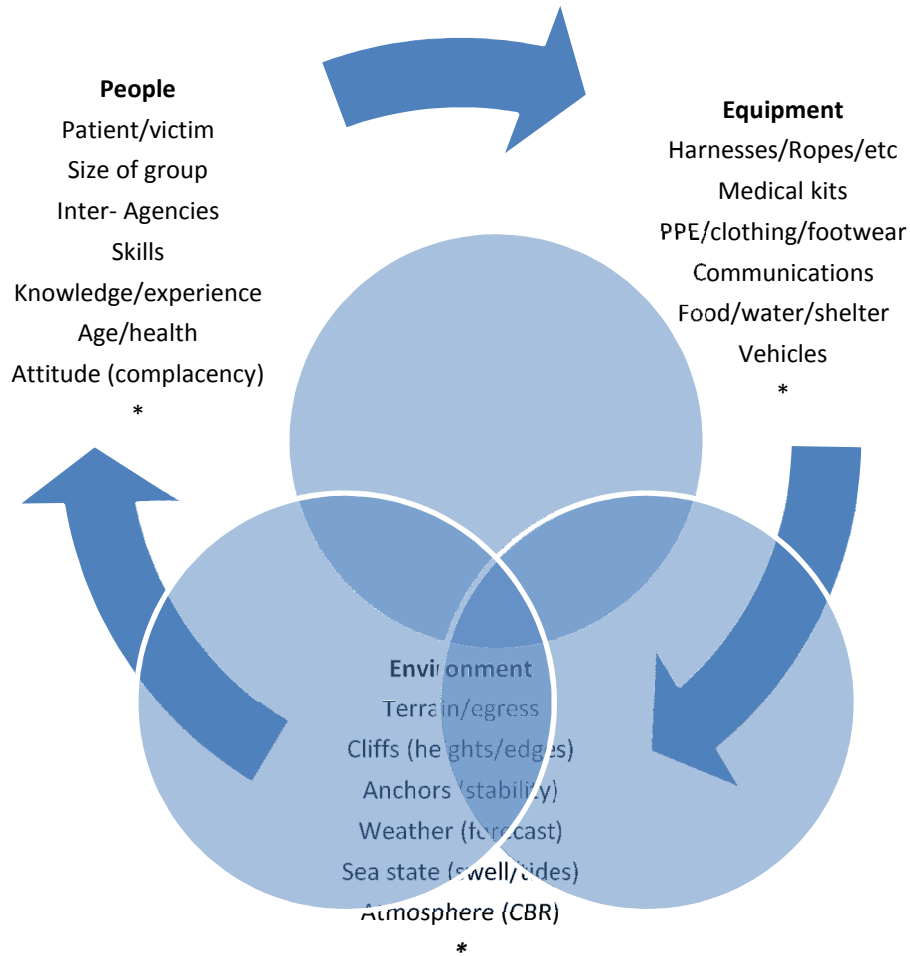 People
Patient/victim
Size of group
Inter- Agencies
Skills
Knowledge/experience
Age/health
Attitude (complacency)
*
Equipment
Harnesses/Ropes/etc
Medical kits
PPE/clothing/footwear
Communications
Food/water/shelter
Vehicles
*
Environment
Terrain/egress
Cliffs (heights/edges)
Anchors (stability)
Weather (forecast)
Sea state (swell/tides)
Atmosphere (CBR)
*